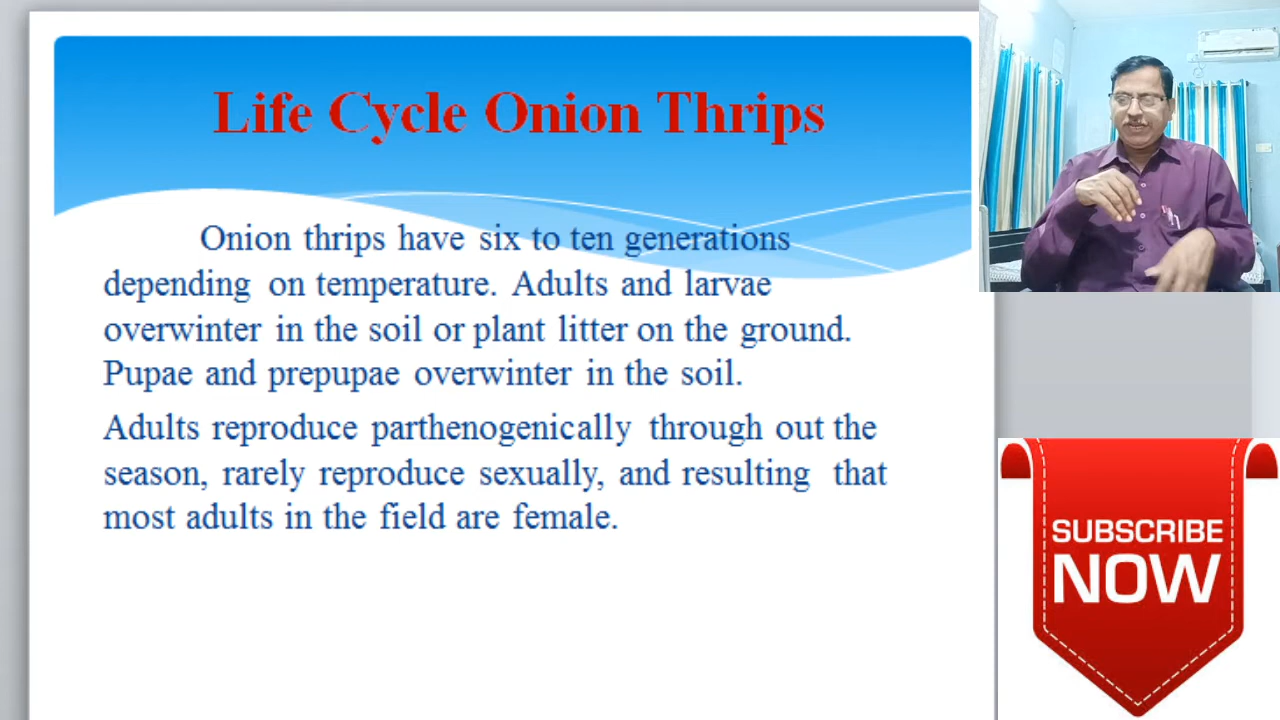 Life Cycle Onion Thrips
Onion thrips have six to ten generations
depending on temperature. Adults and larvae
overwinter in the soil or plant litter on the ground.
Pupae and prepupae overwinter in the soil.
Adults reproduce parthenogenically through out the
season, rarely reproduce sexually, and resulting that
most adults in the field are female.
SUBSCRIBE
NOW